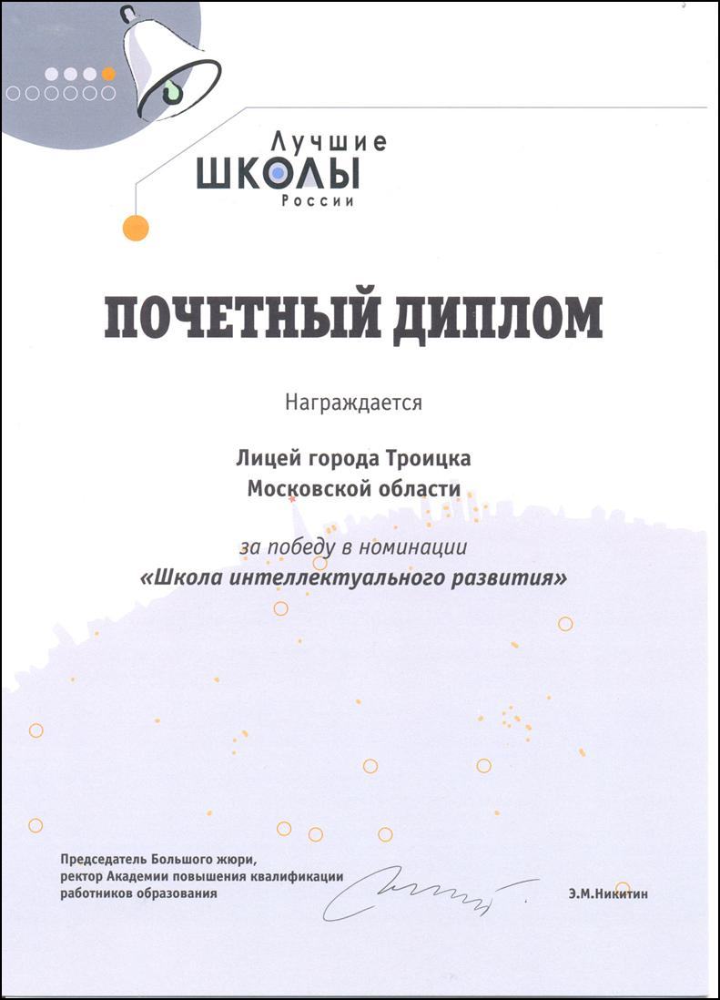 Лучшие
ШКОЛЫ
России
ПОЧЕТНЫЙ ДИПЛОМ
Награждается
Лицей города Троицка
Московской области
за победу в номинации
«Школа интеллектуального развития»
Председатель Большого жюри,
ректор Академии повышения квалификации
работников образования
Э.М.Никитин